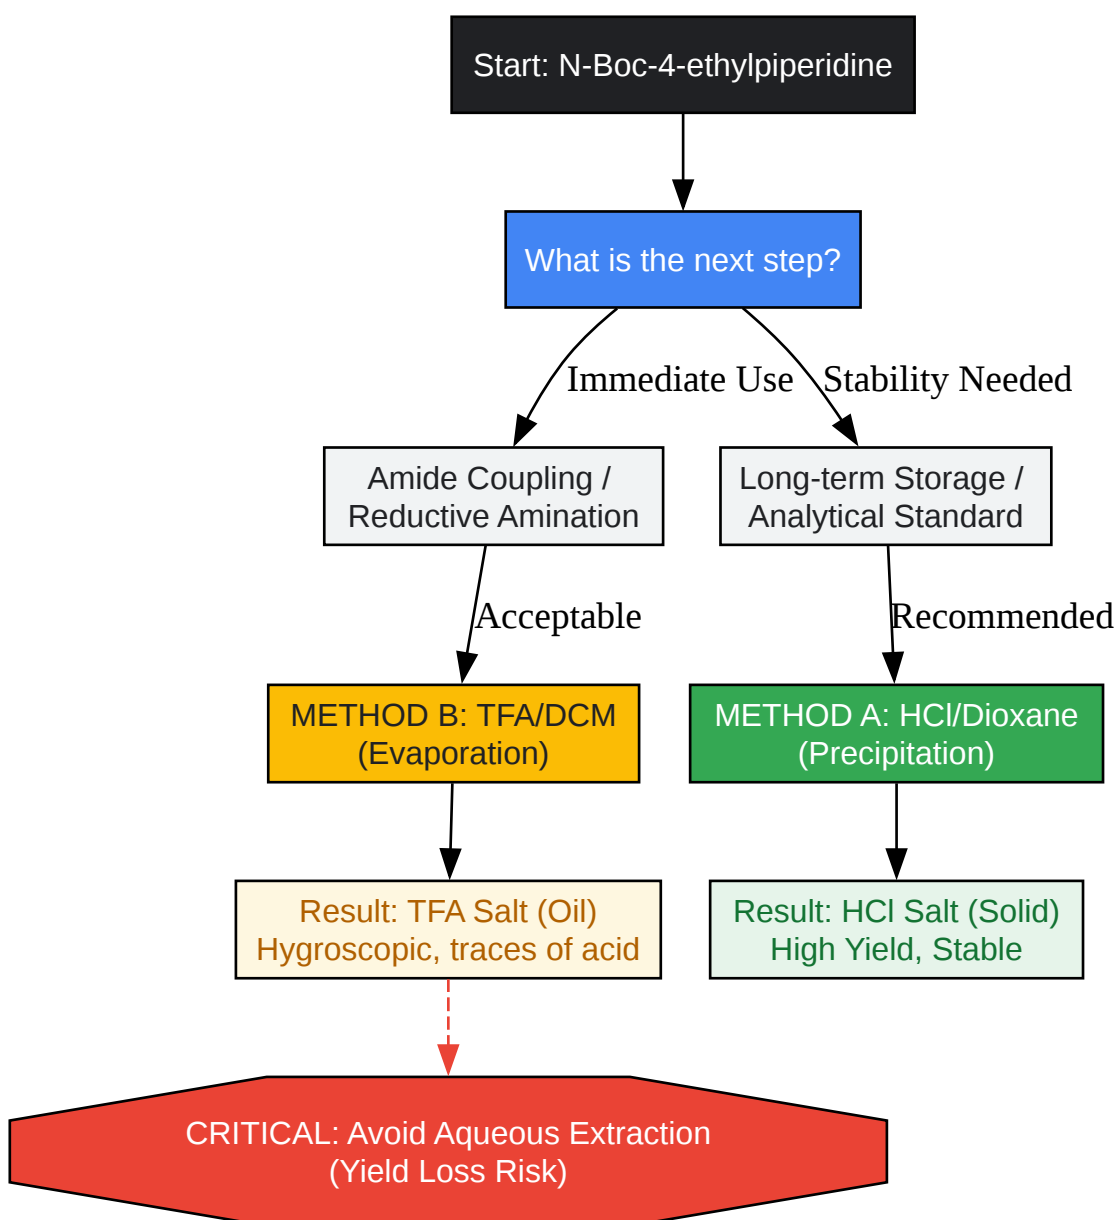 Start: N-Boc-4-ethylpiperidine
What is the next step?
Immediate Use
Stability Needed
Amide Coupling /
Reductive Amination
Long-term Storage /
Analytical Standard
Acceptable
Recommended
METHOD B: TFA/DCM
(Evaporation)
METHOD A: HCl/Dioxane
(Precipitation)
Result: TFA Salt (Oil)
Hygroscopic, traces of acid
Result: HCl Salt (Solid)
High Yield, Stable
CRITICAL: Avoid Aqueous Extraction
(Yield Loss Risk)